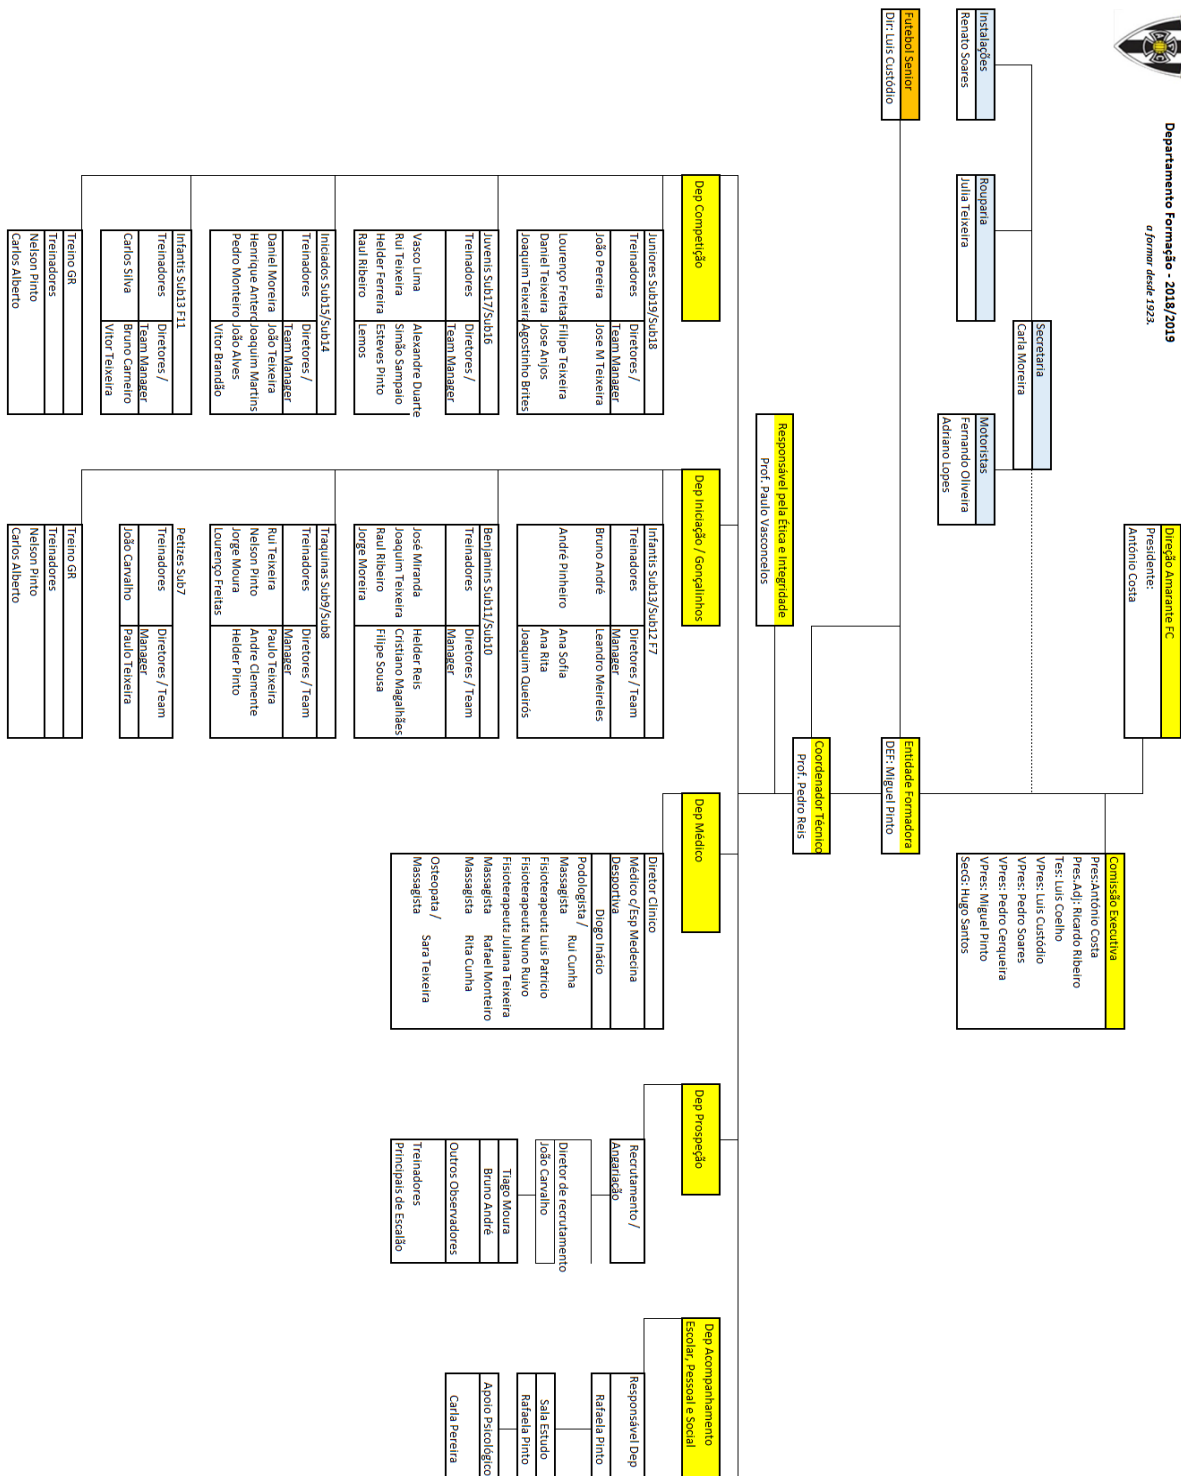 Departamento Formação - 2018/2019
a formar desde 1923.
Direção Amarante FC
Presidente:
António Costa
Comissão Executiva
Pres:António Costa
Pres.Adj: Ricardo Ribeiro
Tes: Luis Coelho
VPres: Luis Custódio
VPres: Pedro Soares
VPres: Pedro Cerqueira
VPres: Miguel Pinto
SecG: Hugo Santos
Secretaria
Carla Moreira
Instalações
Renato Soares
Rouparia
Julia Teixeira
Motoristas
Fernando Oliveira
Adriano Lopes
Futebol Senior
Dir: Luis Custódio
Entidade Formadora
DEF: Miguel Pinto
Coordenador Técnico
Prof. Pedro Reis
Responsável pela Ética e Integridade
Prof. Paulo Vasconcelos
Dep Competição
Juniores Sub19/Sub18
Treinadores
Diretores /
Team Manager
João Pereira
Jose M Teixeira
Lourenço Freitas
Filipe Teixeira
Daniel Teixeira
Jose Anjos
Joaquim Teixeira
Agostinho Brites
Juvenis Sub17/Sub16
Treinadores
Diretores /
Team Manager
Vasco Lima
Alexandre Duarte
Rui Teixeira
Simão Sampaio
Helder Ferreira
Esteves Pinto
Raul Ribeiro
Lemos
Iniciados Sub15/Sub14
Treinadores
Diretores /
Team Manager
Daniel Moreira
João Teixeira
Henrique Antero
Joaquim Martins
Pedro Monteiro
João Alves
Vitor Brandão
Infantis Sub13 F11
Treinadores
Diretores /
Team Manager
Carlos Silva
Bruno Carneiro
Vitor Teixeira
Treino GR
Treinadores
Nelson Pinto
Carlos Alberto
Dep Iniciação / Gonçalinhos
Infantis Sub13/Sub12 F7
Treinadores
Diretores / Team
Manager
Bruno André
Leandro Meireles
André Pinheiro
Ana Sofia
Ana Rita
Joaquim Queirós
Benjamins Sub11/Sub10
Treinadores
Diretores / Team
Manager
José Miranda
Helder Reis
Joaquim Teixeira
Cristiano Magalhães
Raul Ribeiro
Filipe Sousa
Jorge Moreira
Traquinas Sub9/Sub8
Treinadores
Diretores / Team
Manager
Rui Teixeira
Paulo Teixeira
Nelson Pinto
Andre Clemente
Jorge Moura
Helder Pinto
Lourenço Freitas
Petizes Sub7
Treinadores
Diretores / Team
Manager
João Carvalho
Paulo Teixeira
Treino GR
Treinadores
Nelson Pinto
Carlos Alberto
Dep Médico
Diretor Clinico
Médico c/Esp Medecina
Desportiva
Diogo Inácio
Podologista /
Massagista
Rui Cunha
Fisioterapeuta Luis Patricio
Fisioterapeuta Nuno Ruivo
Fisioterapeuta Juliana Teixeira
Massagista Rafael Monteiro
Massagista Rita Cunha
Osteopata /
Massagista
Sara Teixeira
Dep Prospeção
Recrutamento /
Angariação
Diretor de recrutamento
João Carvalho
Tiago Moura
Bruno André
Outros Observadores
Treinadores
Principais de Escalão
Dep Acompanhamento
Escolar, Pessoal e Social
Responsável Dep
Rafaela Pinto
Sala Estudo
Rafaela Pinto
Apoio Psicológico
Carla Pereira